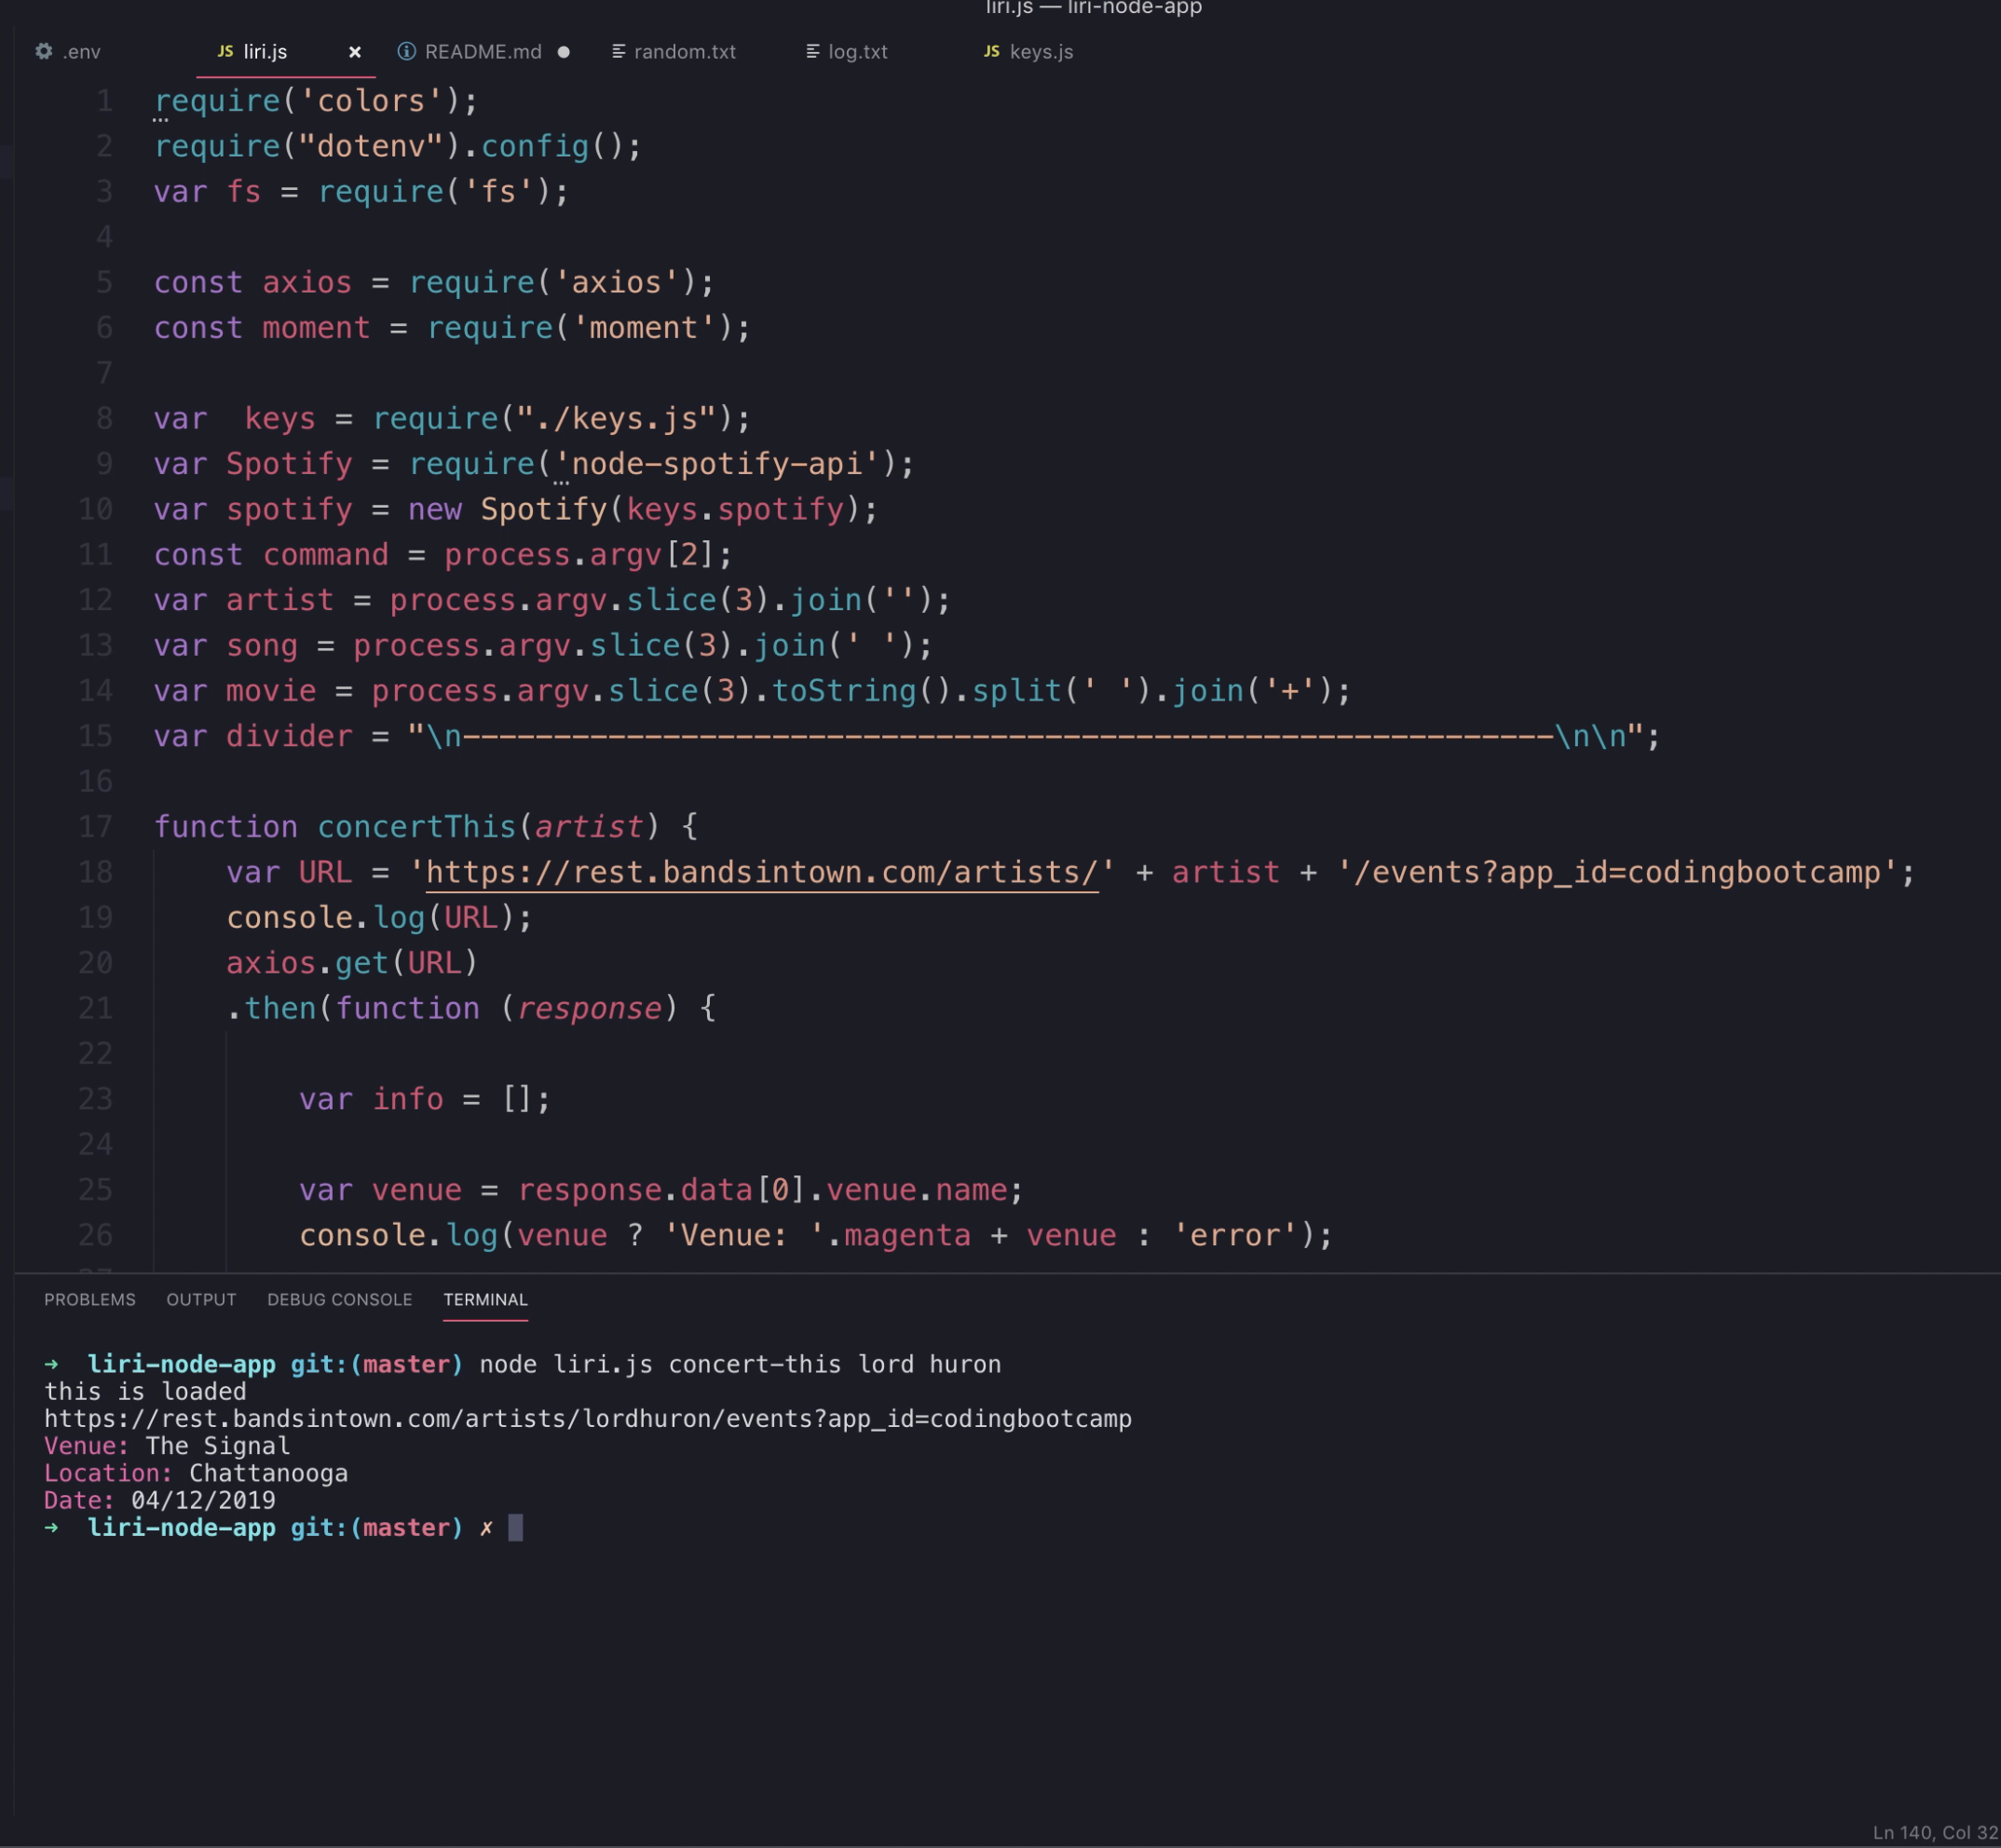 liri.js — liri-node-app
.env JS liri.js × README.md ● random.txt log.txt JS keys.js
1 require('colors');
2 require("dotenv").config();
3 var fs = require('fs');
4
5 const axios = require('axios');
6 const moment = require('moment');
7
8 var  keys = require("./keys.js");
9 var Spotify = require('node-spotify-api');
10 var spotify = new Spotify(keys.spotify);
11 const command = process.argv[2];
12 var artist = process.argv.slice(3).join('');
13 var song = process.argv.slice(3).join(' ');
14 var movie = process.argv.slice(3).toString().split(' ').join('+');
15 var divider = "\n------------------------------------------------------------\n\n";
16
17 function concertThis(artist) {
18     var URL = 'https://rest.bandsintown.com/artists/' + artist + '/events?app_id=codingbootcamp';
19     console.log(URL);
20     axios.get(URL)
21     .then(function (response) {
22
23         var info = [];
24
25         var venue = response.data[0].venue.name;
26         console.log(venue ? 'Venue: '.magenta + venue : 'error');
PROBLEMS OUTPUT DEBUG CONSOLE TERMINAL
➜  liri-node-app git:(master) node liri.js concert-this lord huron
this is loaded
https://rest.bandsintown.com/artists/lordhuron/events?app_id=codingbootcamp
Venue: The Signal
Location: Chattanooga
Date: 04/12/2019
➜  liri-node-app git:(master) ✗
Ln 140, Col 32